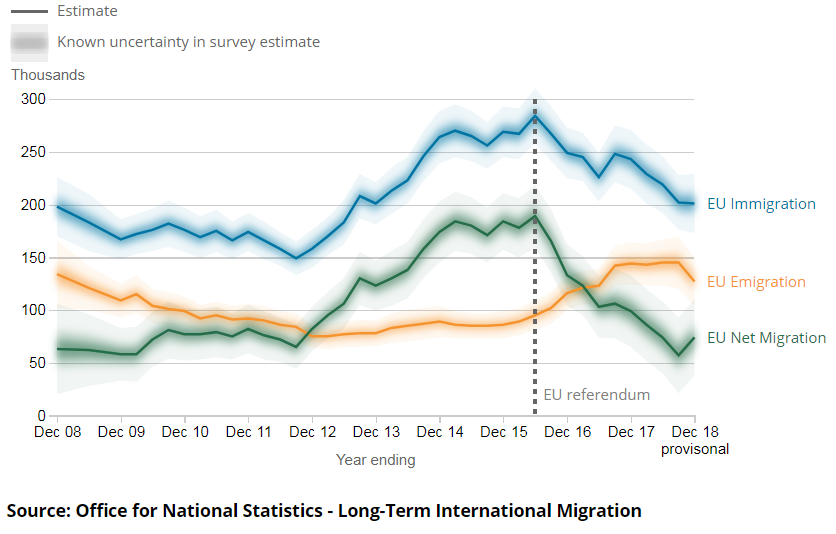 Estimate
Known uncertainty in survey estimate
Thousands
300
250
200
150
100
50
0
EU Immigration
EU Emigration
EU Net Migration
EU referendum
Dec 08 Dec 09 Dec 10 Dec 11 Dec 12 Dec 13 Dec 14 Dec 15 Dec 16 Dec 17 Dec 18
provisonal
Year ending
Source: Office for National Statistics - Long-Term International Migration